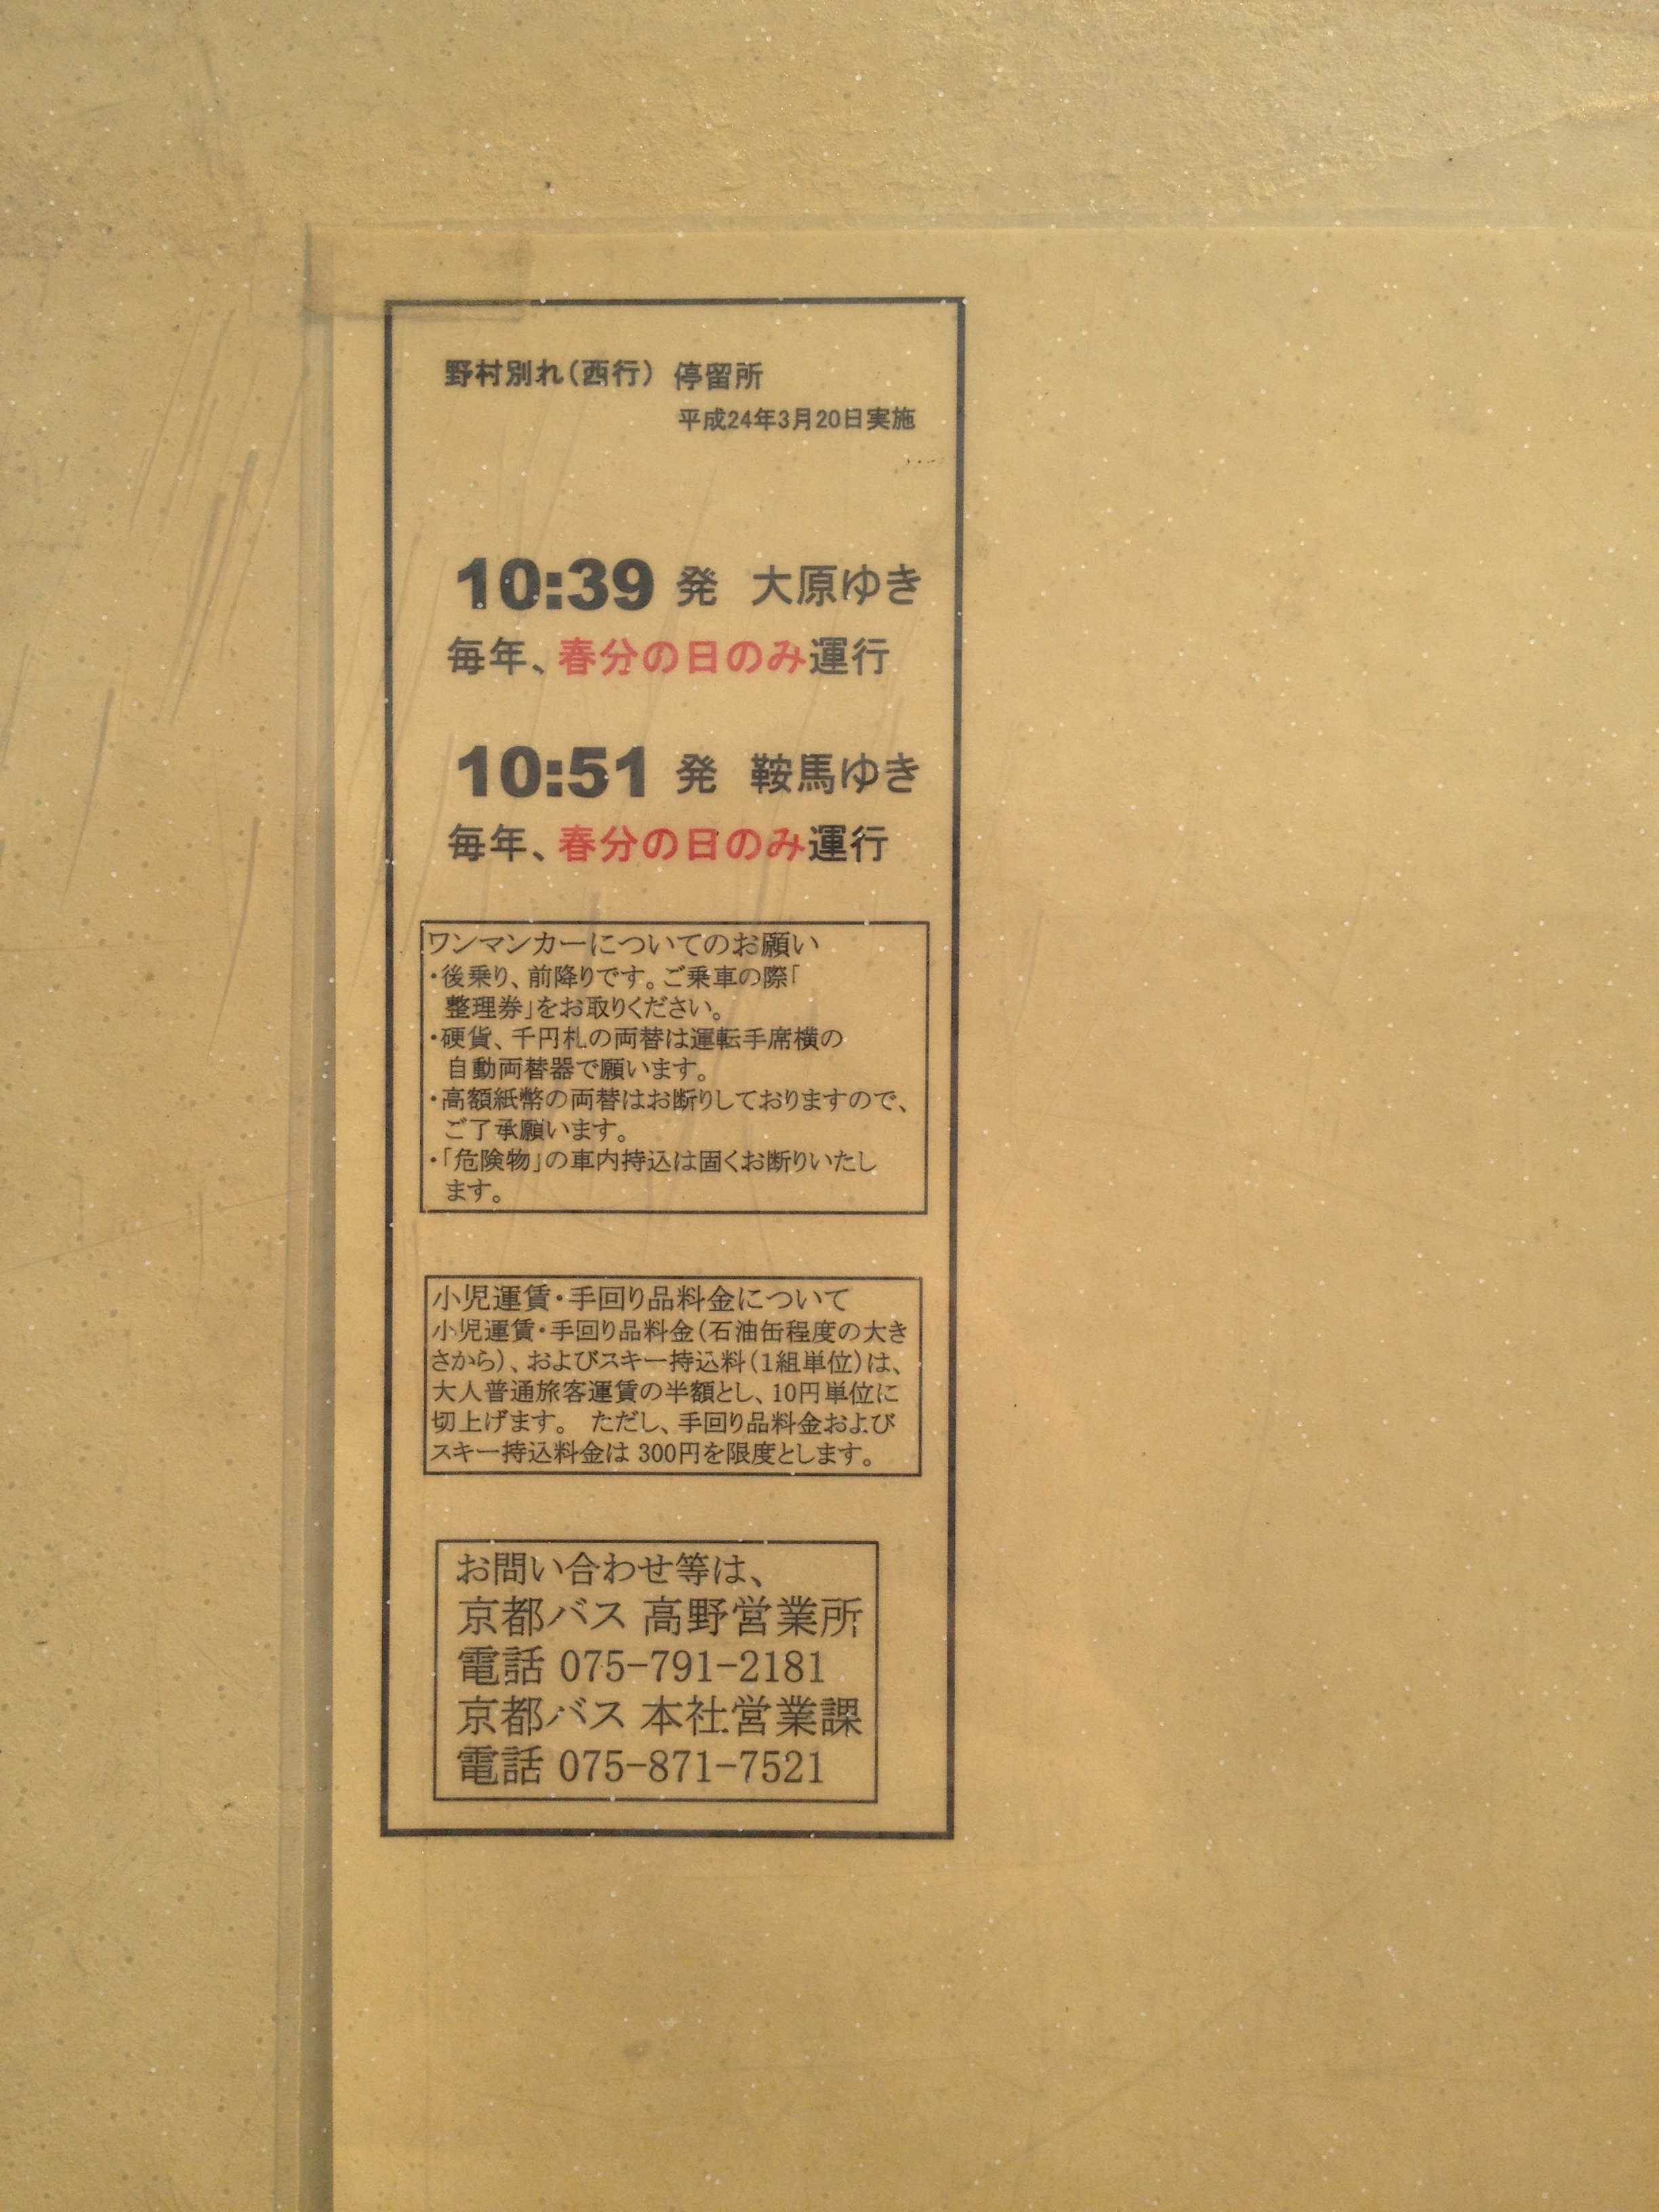 野村別れ(西行) 停留所
平成24年3月20日実施
10:39 発 大原ゆき
毎年、春分の日のみ運行
10:51 発 鞍馬ゆき
毎年、春分の日のみ運行
ワンマンカーについてのお願い
・後乗り、前降りです。ご乗車の際「
整理券」をお取りください。
・硬貨、千円札の両替は運転手席横の
自動両替器で願います。
・高額紙幣の両替はお断りしておりますので、
ご了承願います。
・「危険物」の車内持込は固くお断りいたし
ます。
小児運賃・手回り品料金について
小児運賃・手回り品料金(石油缶程度の大き
さから)、およびスキー持込料(1組単位)は、
大人普通旅客運賃の半額とし、10円単位に
切上げます。 ただし、手回り品料金および
スキー持込料金は 300円を限度とします。
お問い合わせ等は、
京都バス 高野営業所
電話 075-791-2181
京都バス 本社営業課
電話 075-871-7521